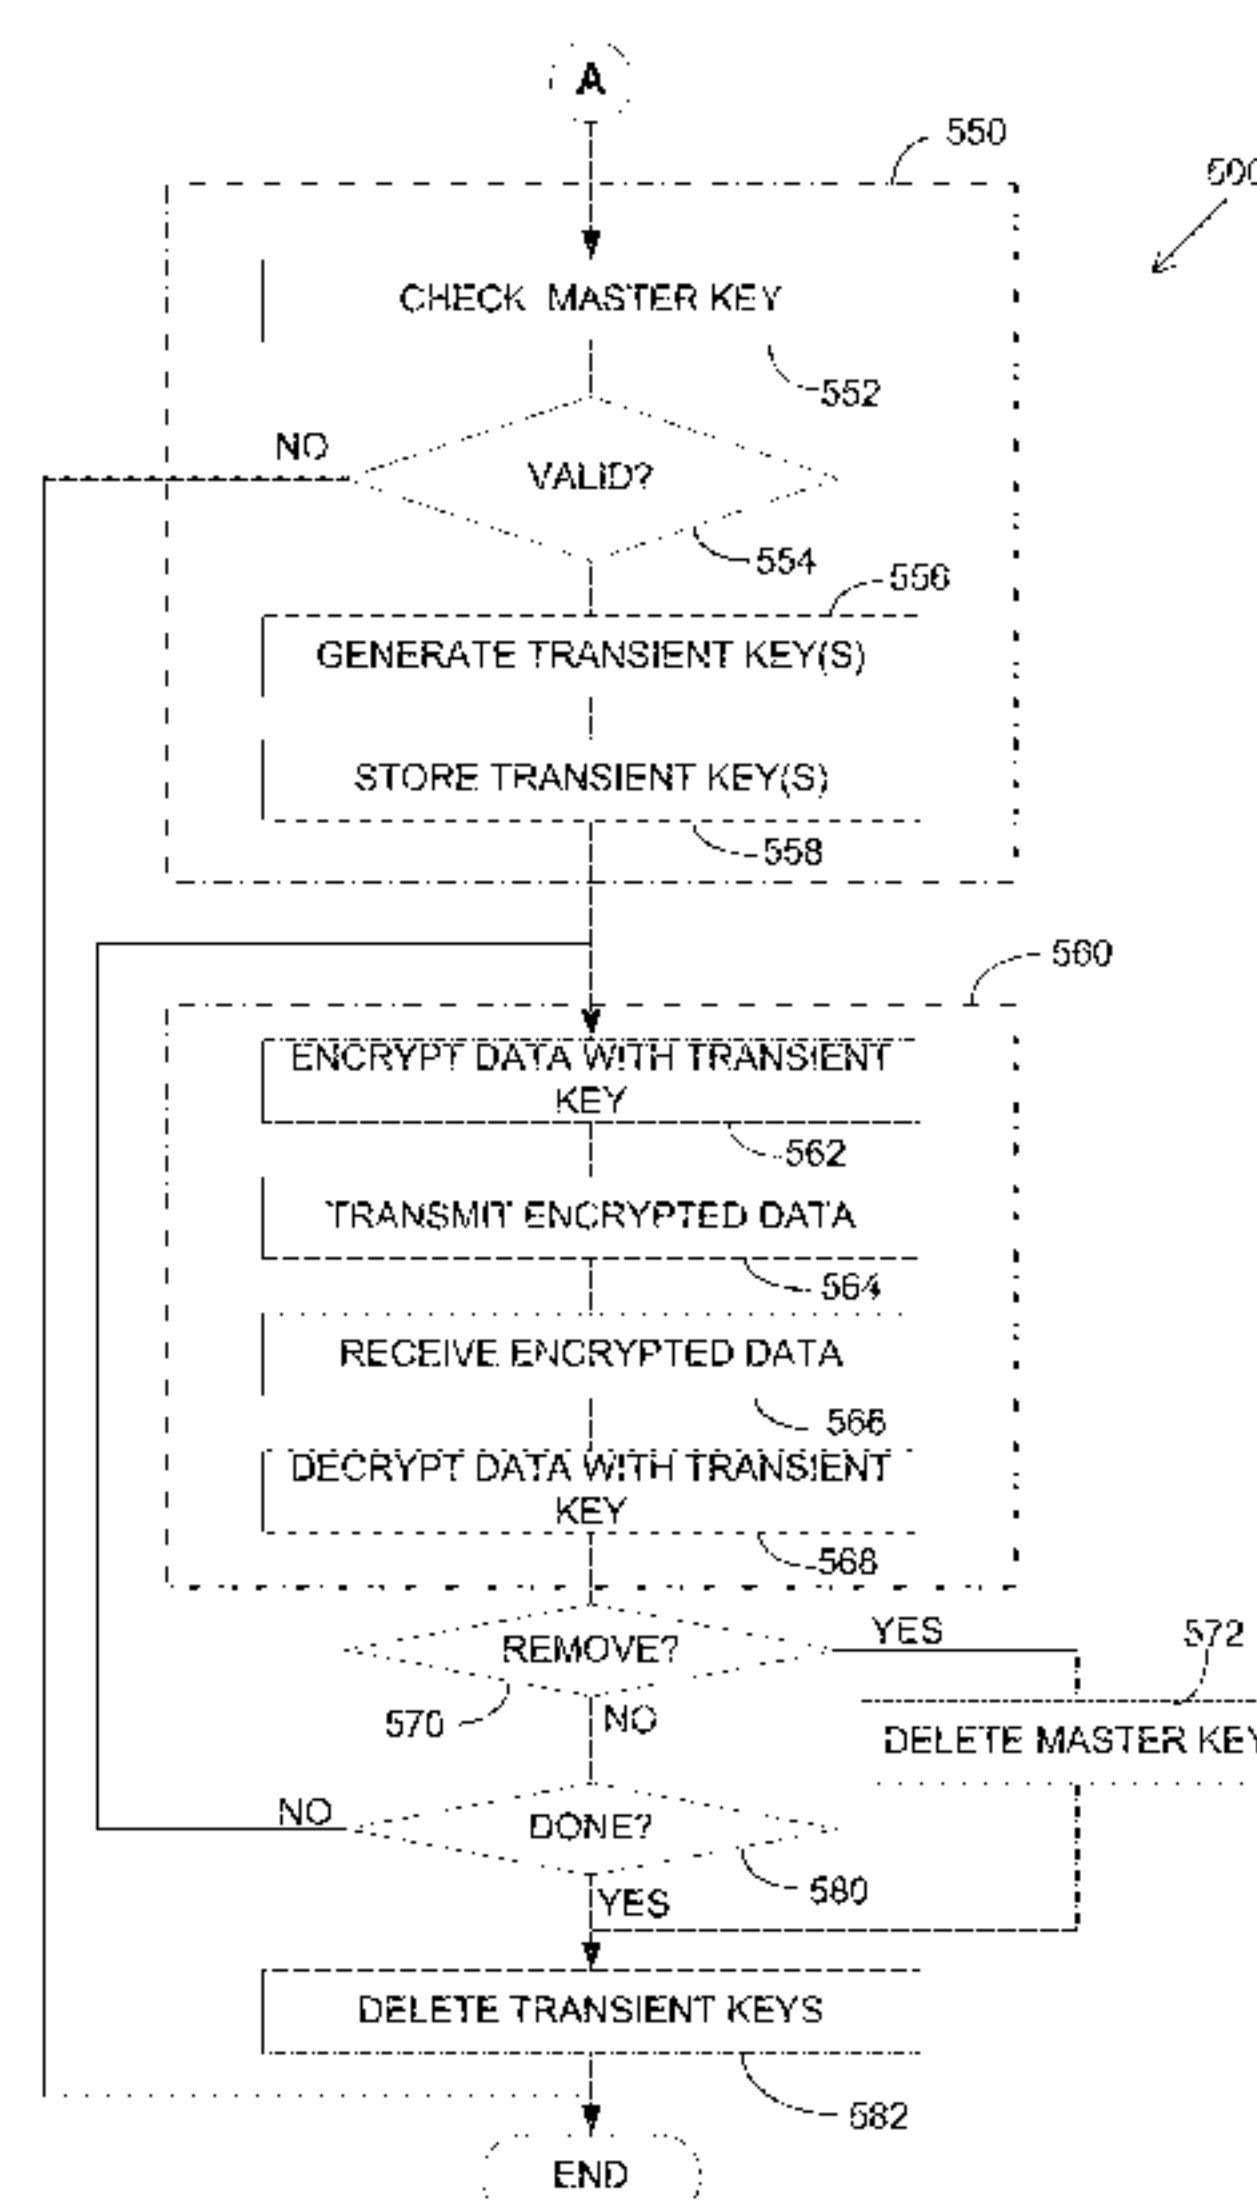 A
550
500
CHECK MASTER KEY
552
NO
VALID?
554
556
GENERATE TRANSIENT KEY(S)
STORE TRANSIENT KEY(S)
558
560
ENCRYPT DATA WITH TRANSIENT
KEY
562
TRANSMIT ENCRYPTED DATA
564
RECEIVE ENCRYPTED DATA
566
DECRYPT DATA WITH TRANSIENT
KEY
568
REMOVE?
YES
572
570
NO
DELETE MASTER KEY
NO
DONE?
580
YES
DELETE TRANSIENT KEYS
582
END